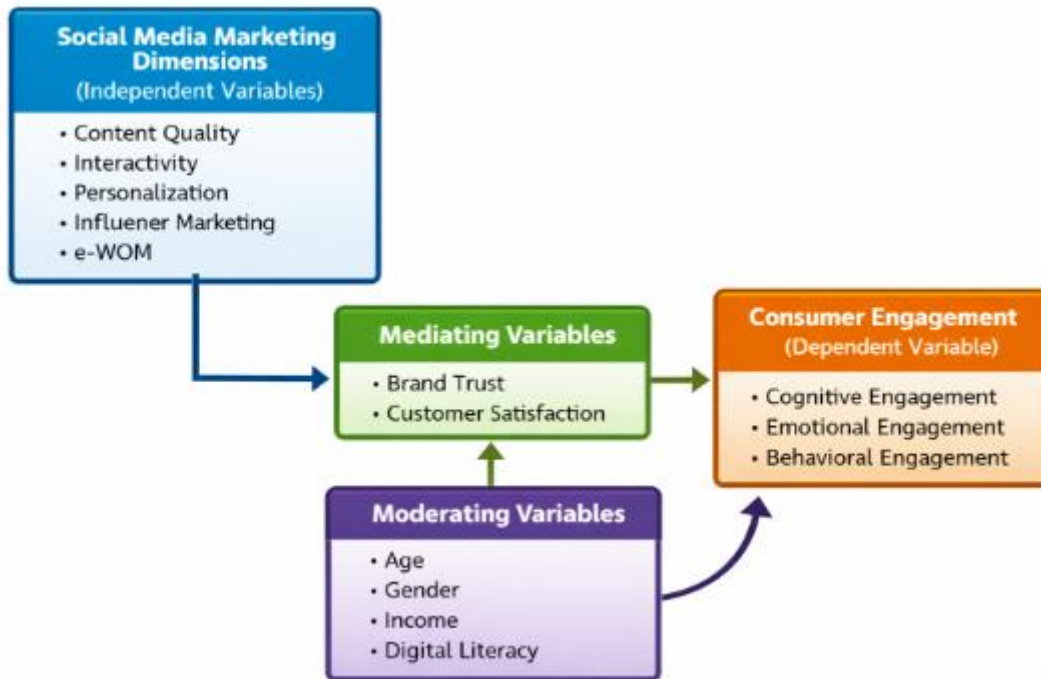 Social Media Marketing
Dimensions
(Independent Variables)
• Content Quality
• Interactivity
• Personalization
• Influener Marketing
• e-WOM
Mediating Variables
• Brand Trust
• Customer Satisfaction
Consumer Engagement
(Dependent Variable)
• Cognitive Engagement
• Emotional Engagement
• Behavioral Engagement
Moderating Variables
• Age
• Gender
• Income
• Digital Literacy